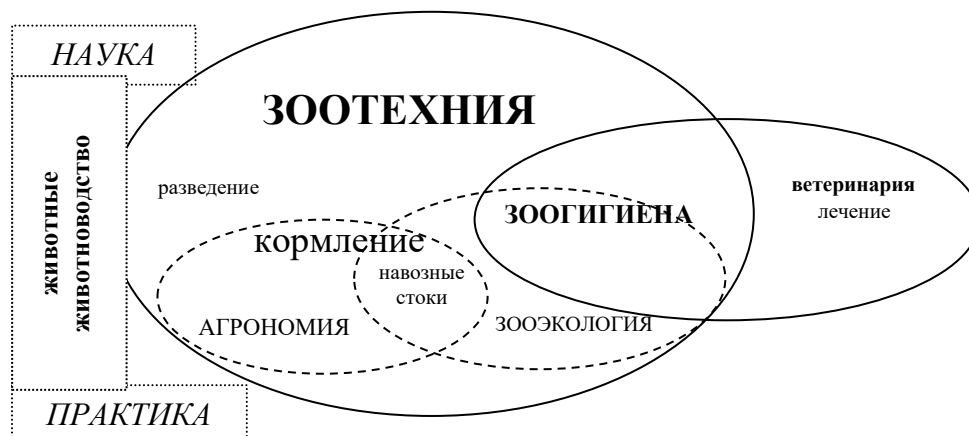 НАУКА
ЗООТЕХНИЯ
животные
животноводство
разведение
ветеринария
лечение
ЗООГИГИЕНА
кормление
навозные
стоки
АГРОНОМИЯ
ЗООЭКОЛОГИЯ
ПРАКТИКА